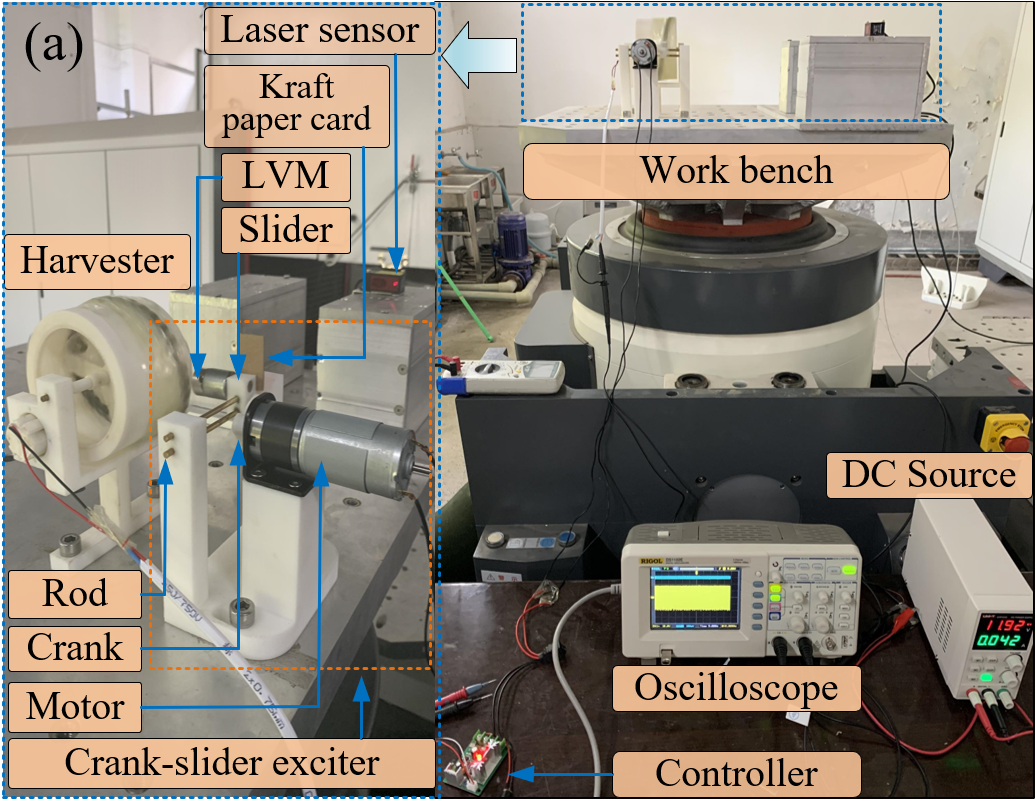 (a)
Laser sensor
Kraft
paper card
LVM
Slider
Harvester
Work bench
DC Source
RIGOL
11.92
0.042
Rod
Crank
Motor
Crank-slider exciter
Oscilloscope
Controller